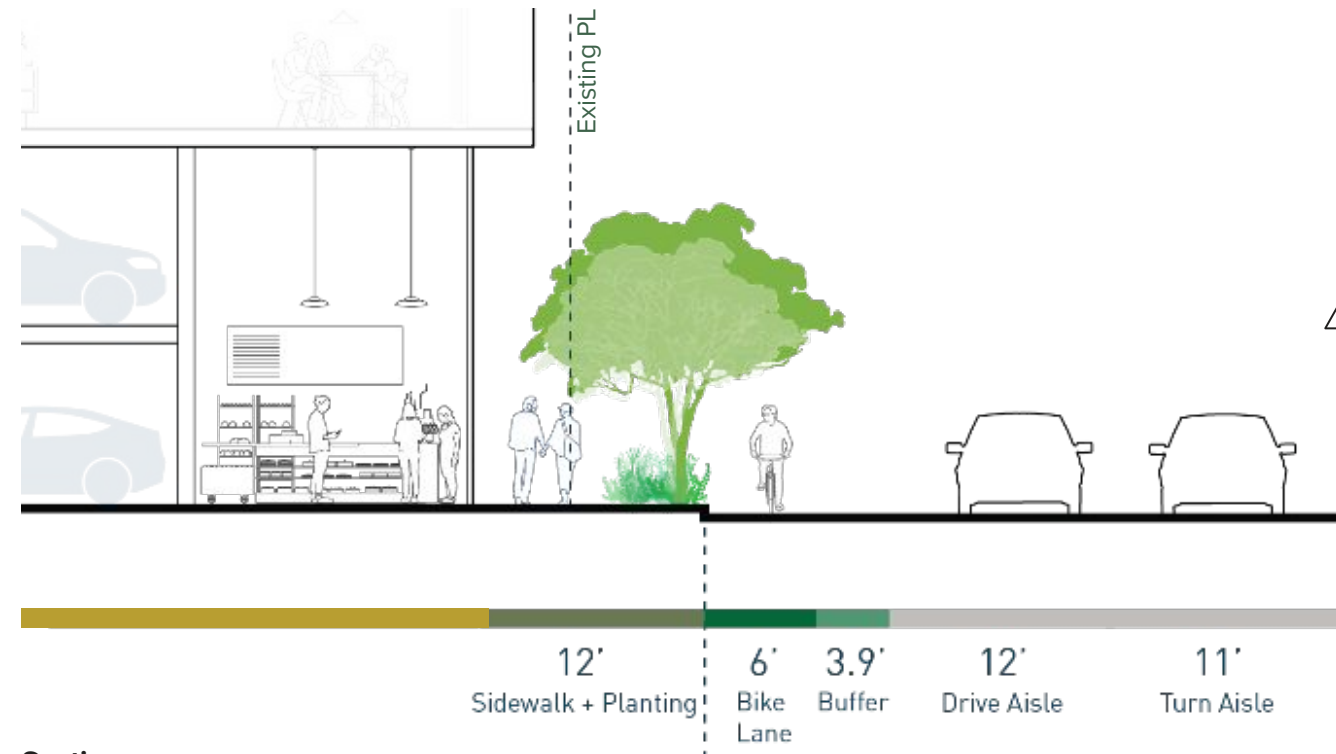 Existing PL
12'
Sidewalk + Planting
6'
Bike
Lane
3.9'
Buffer
12'
Drive Aisle
11'
Turn Aisle